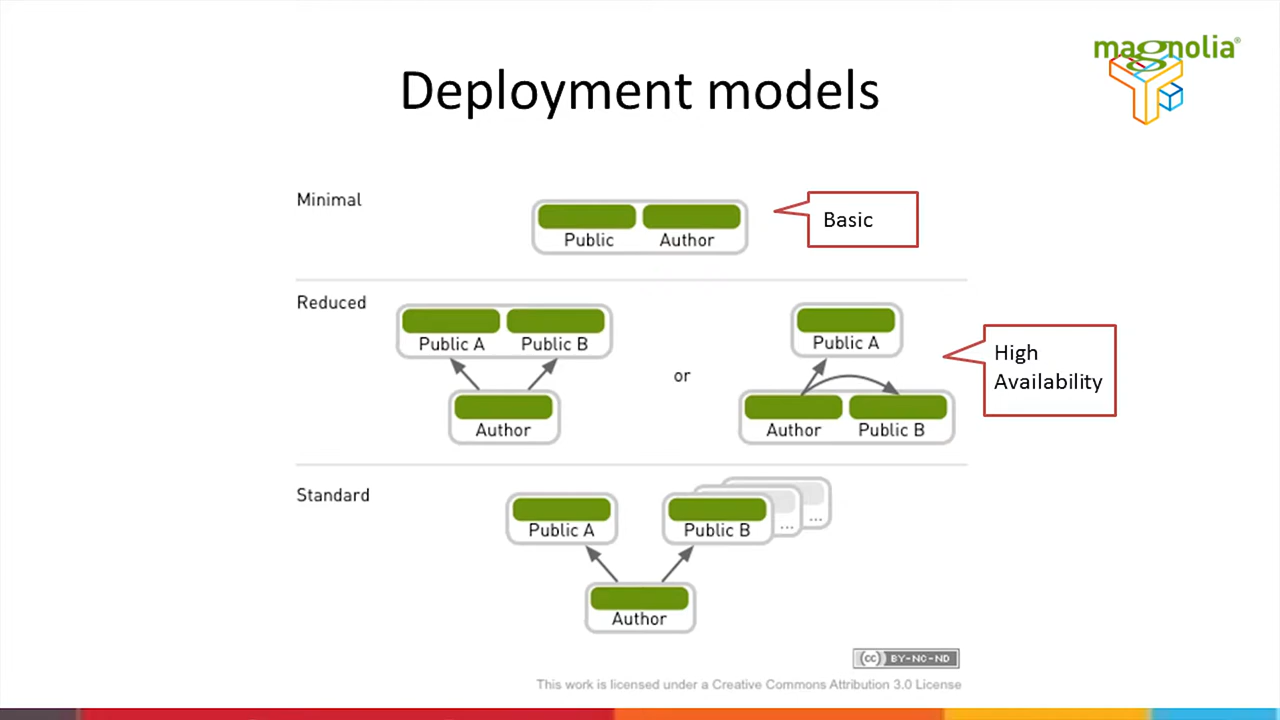 magnolia®
Deployment models
Minimal
Public Author
Basic
Reduced
Public A Public B
Author
or
Public A
Author Public B
High
Availability
Standard
Public A
Public B
...
...
Author
cc BY-NC-ND
This work is licensed under a Creative Commons Attribution 3.0 License